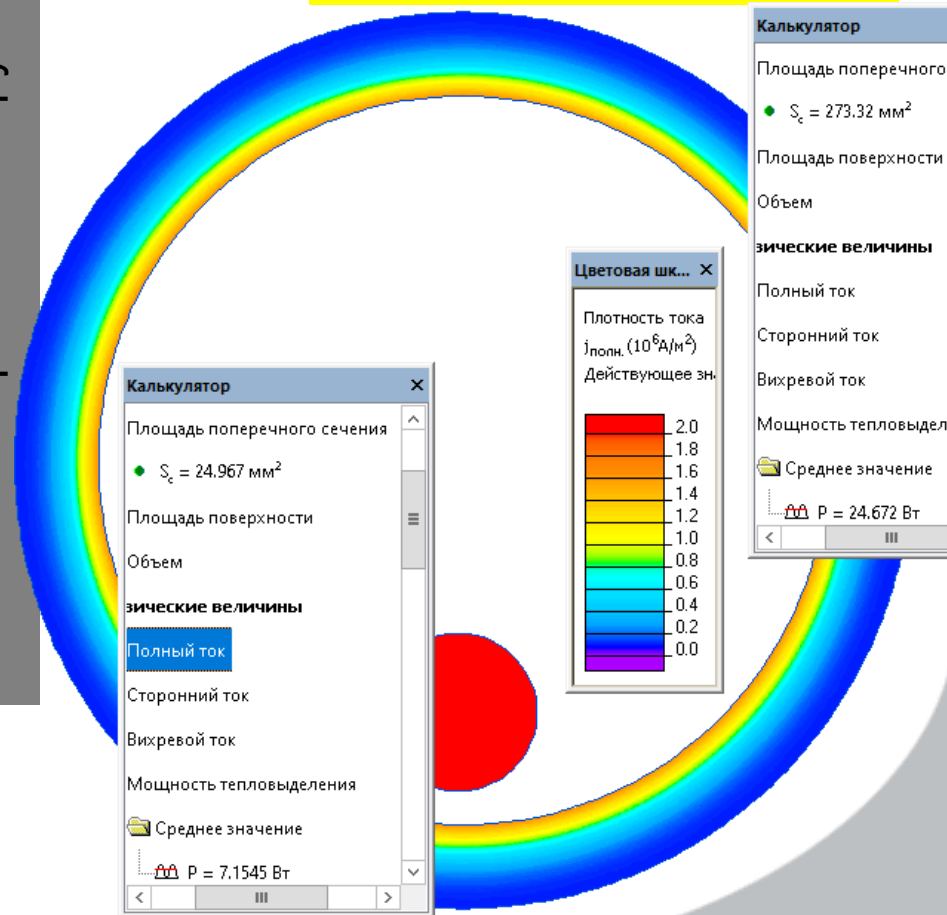 Калькулятор
Площадь поперечного
S_c = 273.32 мм²
Площадь поверхности
Объем
зические величины
Полный ток
Сторонний ток
Вихревой ток
Мощность тепловыдел
Среднее значение
P = 24.672 Вт
Цветовая шк...
Плотность тока
jполн. (10⁶А/м²)
Действующее зн
2.0
1.8
1.6
1.4
1.2
1.0
0.8
0.6
0.4
0.2
0.0
Калькулятор
Площадь поперечного сечения
S_c = 24.967 мм²
Площадь поверхности
Объем
зические величины
Полный ток
Сторонний ток
Вихревой ток
Мощность тепловыделения
Среднее значение
P = 7.1545 Вт